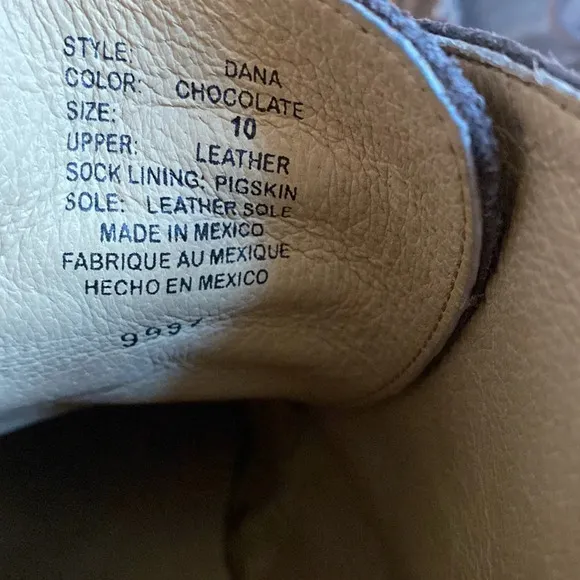 STYLE: DANA
COLOR: CHOCOLATE
SIZE: 10
UPPER: LEATHER
SOCK LINING: PIGSKIN
SOLE: LEATHER SOLE
MADE IN MEXICO
FABRIQUE AU MEXIQUE
HECHO EN MEXICO